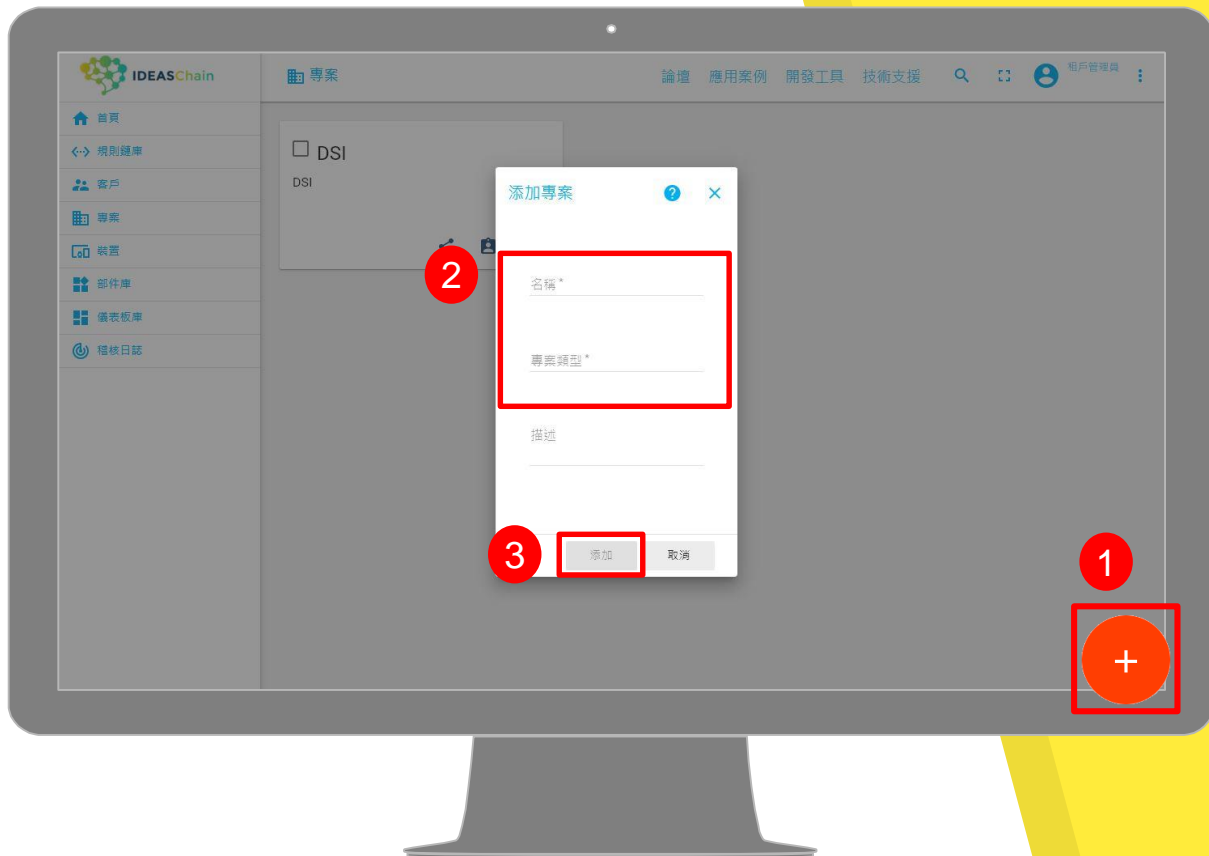 IDEASChain
專案
論壇 應用案例 開發工具 技術支援
租戶管理員
首頁
規則鏈庫
客戶
專案
裝置
部件庫
儀表板庫
稽核日誌
DSI
DSI
添加專案
?
2
名稱*
專案類型*
描述
3
添加
取消
1
+